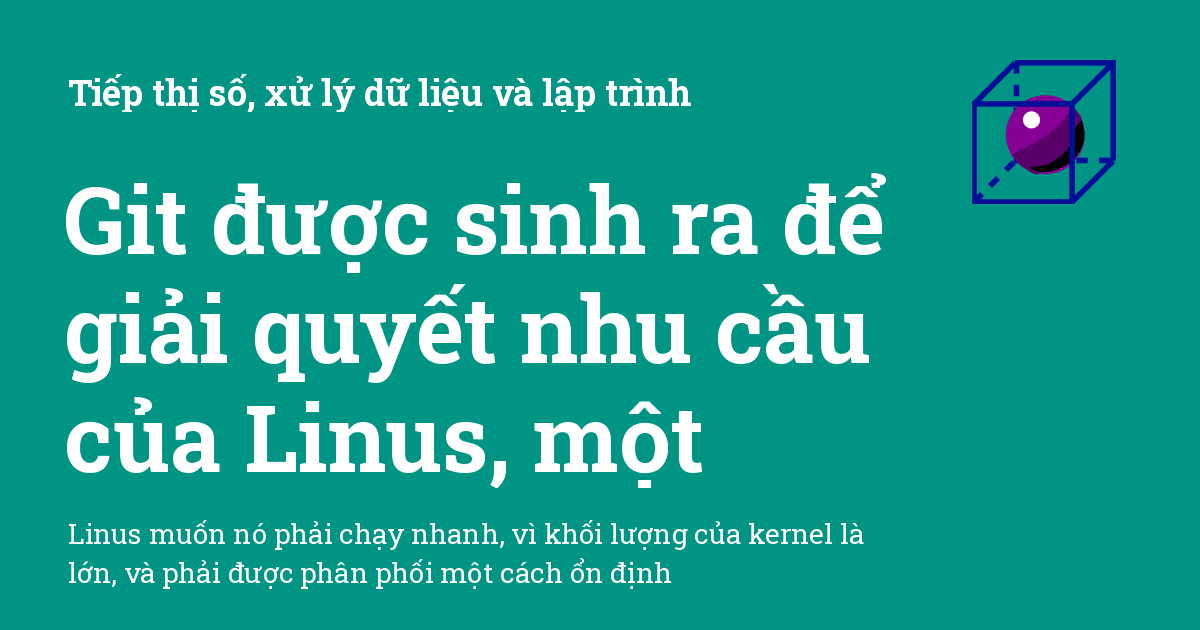 Tiếp thị số, xử lý dữ liệu và lập trình
Git được sinh ra để
giải quyết nhu cầu
của Linus, một
Linus muốn nó phải chạy nhanh, vì khối lượng của kernel là
lớn, và phải được phân phối một cách ổn định